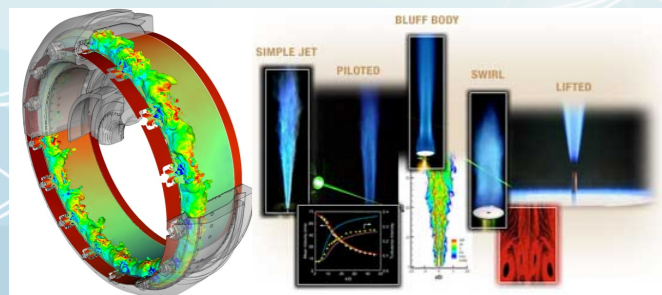 BLUFF BODY
SIMPLE JET
PILOTED
SWIRL
LIFTED